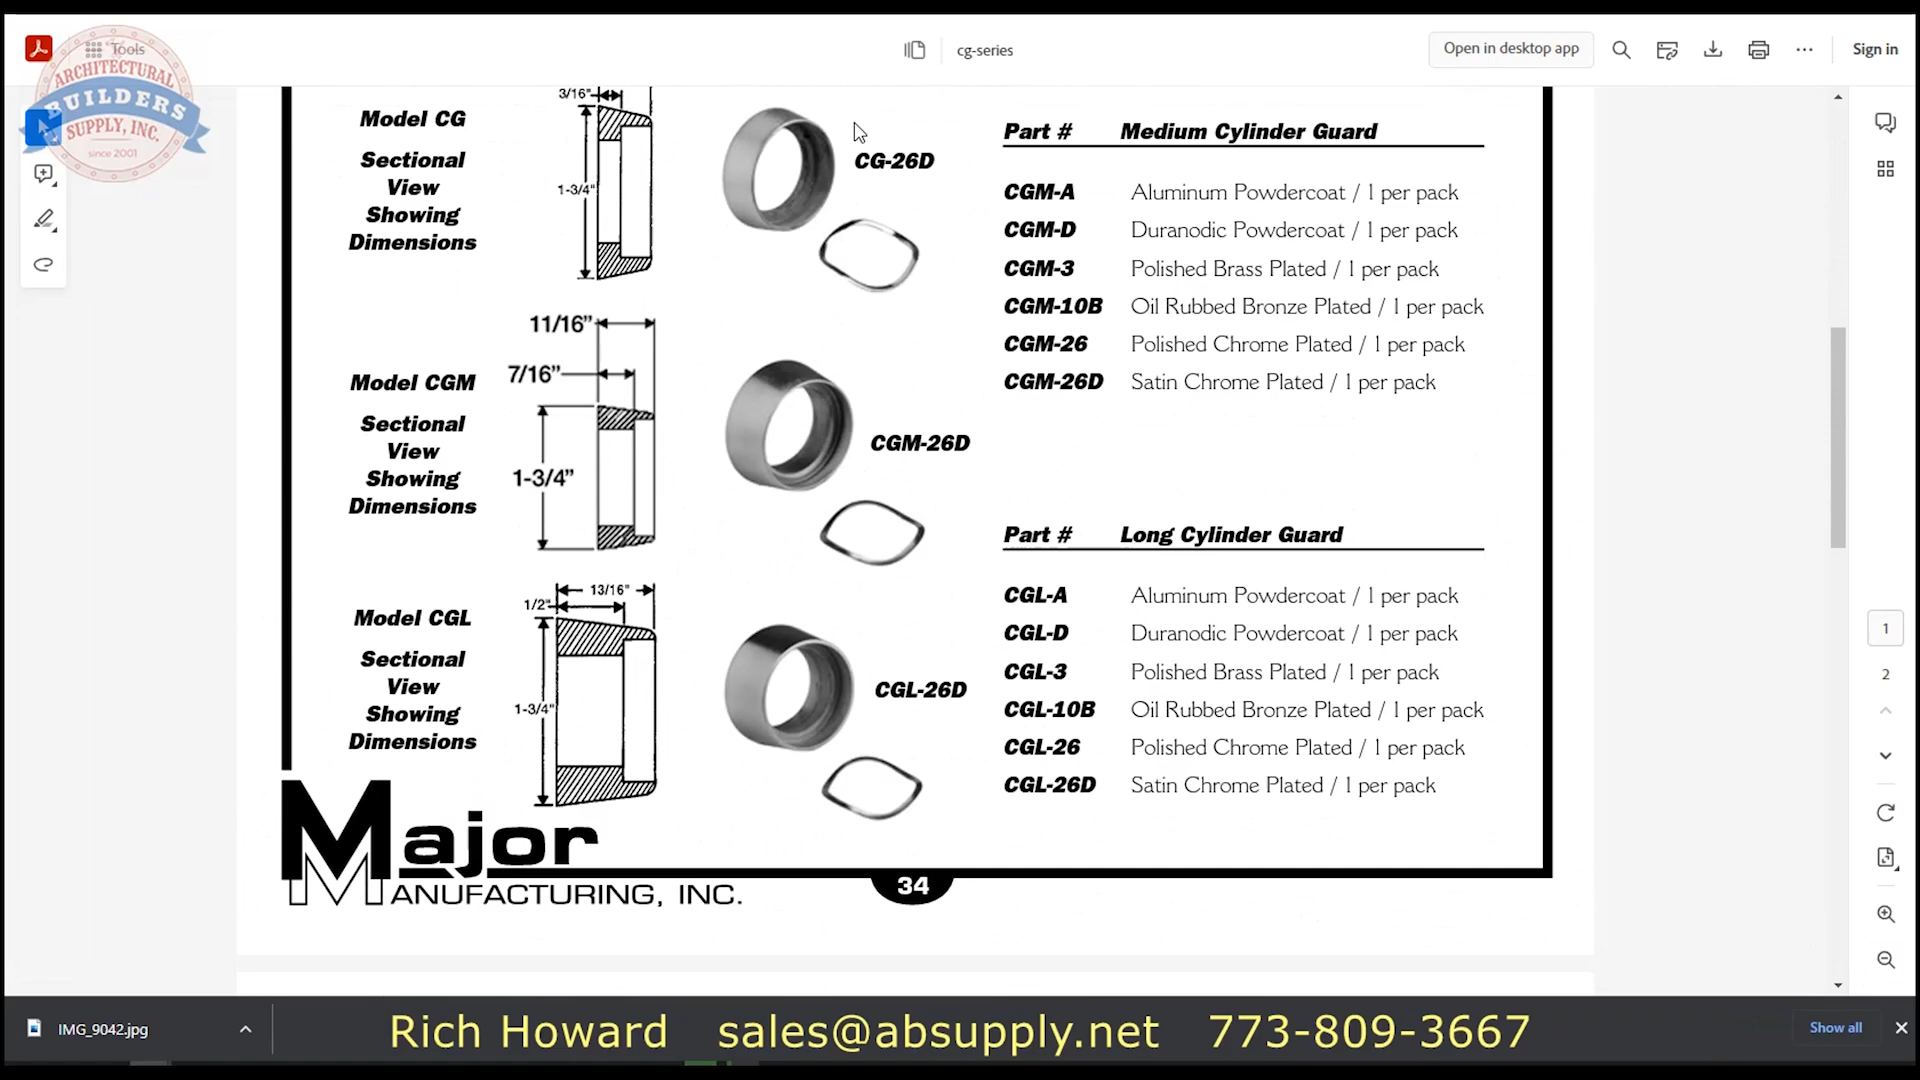 Tools
cg-series
Open in desktop app
Sign in
ARCHITECTURAL
BUILDERS
SUPPLY, INC.
since 2001
Model CG
Sectional
View
Showing
Dimensions
3/16"
1-3/4"
CG-26D
Part # Medium Cylinder Guard
CGM-A Aluminum Powdercoat / 1 per pack
CGM-D Duranodic Powdercoat / 1 per pack
CGM-3 Polished Brass Plated / 1 per pack
CGM-10B Oil Rubbed Bronze Plated / 1 per pack
CGM-26 Polished Chrome Plated / 1 per pack
CGM-26D Satin Chrome Plated / 1 per pack
Model CGM
Sectional
View
Showing
Dimensions
11/16"
7/16"
1-3/4"
CGM-26D
Part # Long Cylinder Guard
CGL-A Aluminum Powdercoat / 1 per pack
CGL-D Duranodic Powdercoat / 1 per pack
CGL-3 Polished Brass Plated / 1 per pack
CGL-10B Oil Rubbed Bronze Plated / 1 per pack
CGL-26 Polished Chrome Plated / 1 per pack
CGL-26D Satin Chrome Plated / 1 per pack
Model CGL
Sectional
View
Showing
Dimensions
13/16"
1/2"
1-3/4"
CGL-26D
Major
MANUFACTURING, INC.
34
1
2
IMG_9042.jpg
Rich Howard sales@absupply.net 773-809-3667
Show all